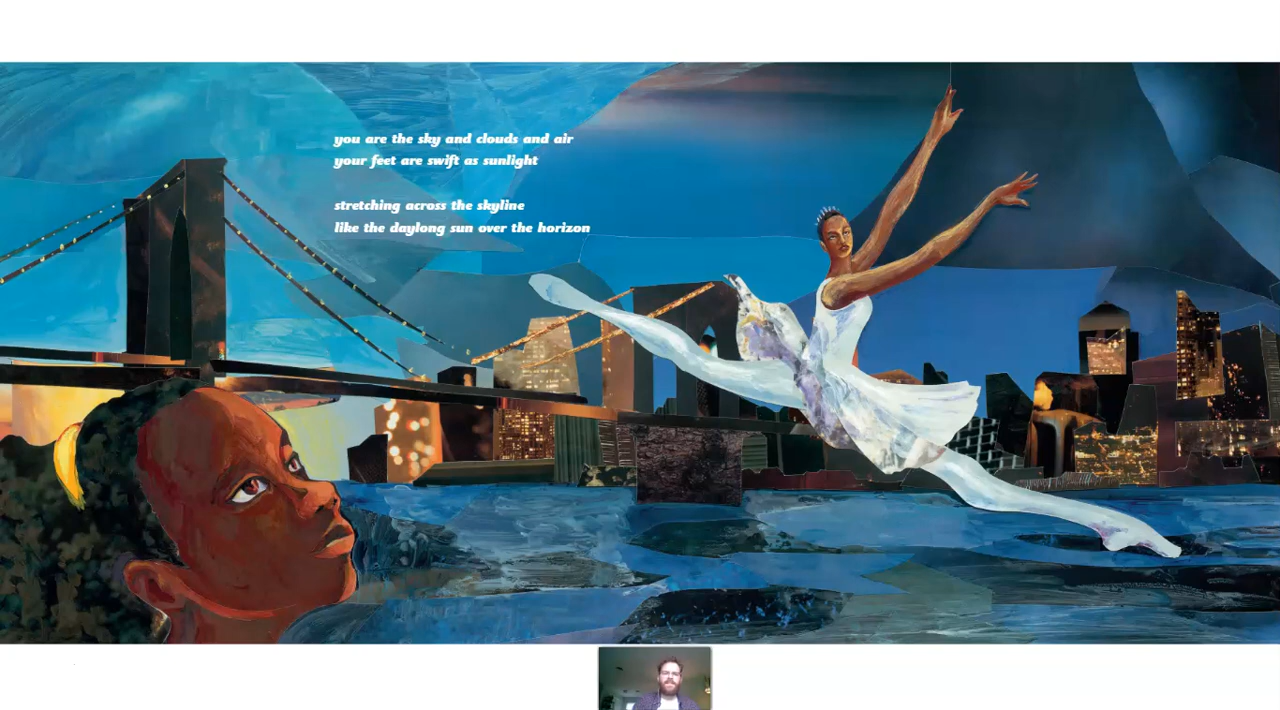 you are the sky and clouds and air
your feet are swift as sunlight
stretching across the skyline
like the daylong sun over the horizon